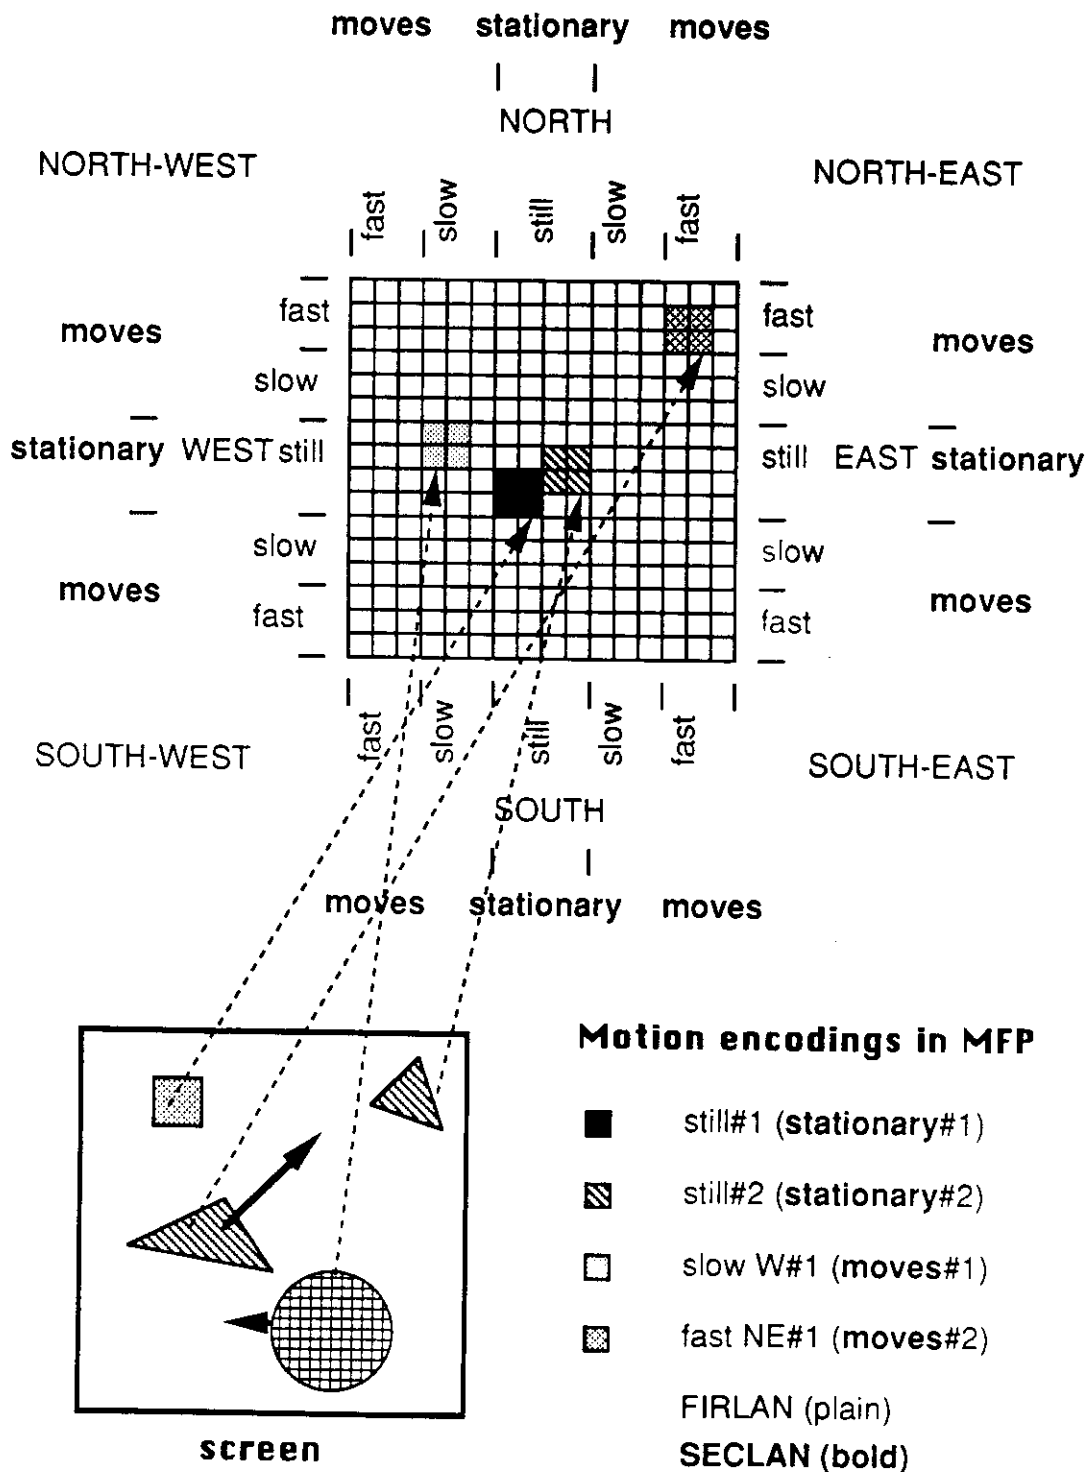 moves stationary moves
NORTH
NORTH-WEST NORTH-EAST
fast slow still slow fast
fast fast
moves moves
slow slow
stationary WEST still still EAST stationary
slow slow
moves moves
fast fast
fast slow still slow fast
SOUTH-WEST SOUTH-EAST
SOUTH
moves stationary moves
Motion encodings in MFP
still#1 (stationary#1)
still#2 (stationary#2)
slow W#1 (moves#1)
fast NE#1 (moves#2)
FIRLAN (plain)
screen SECLAN (bold)